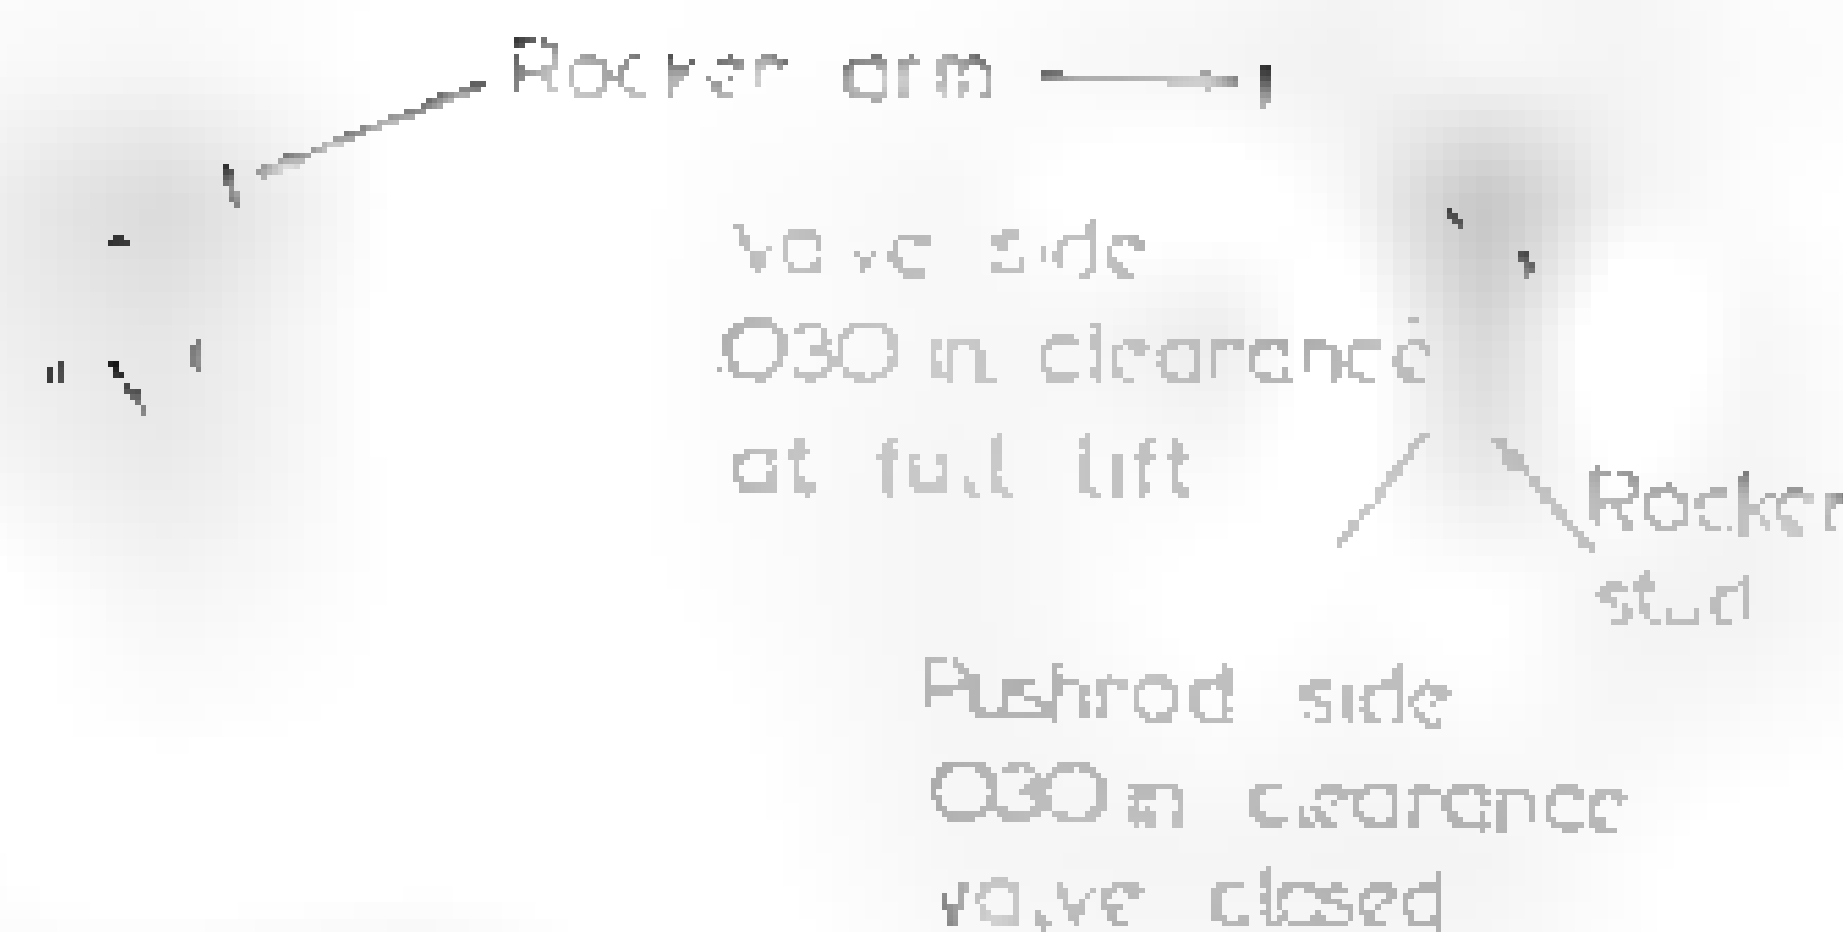 Rocker arm
Valve side
.030 in clearance
at full lift
Rocker
stud
Pushrod side
030 in clearance
valve closed